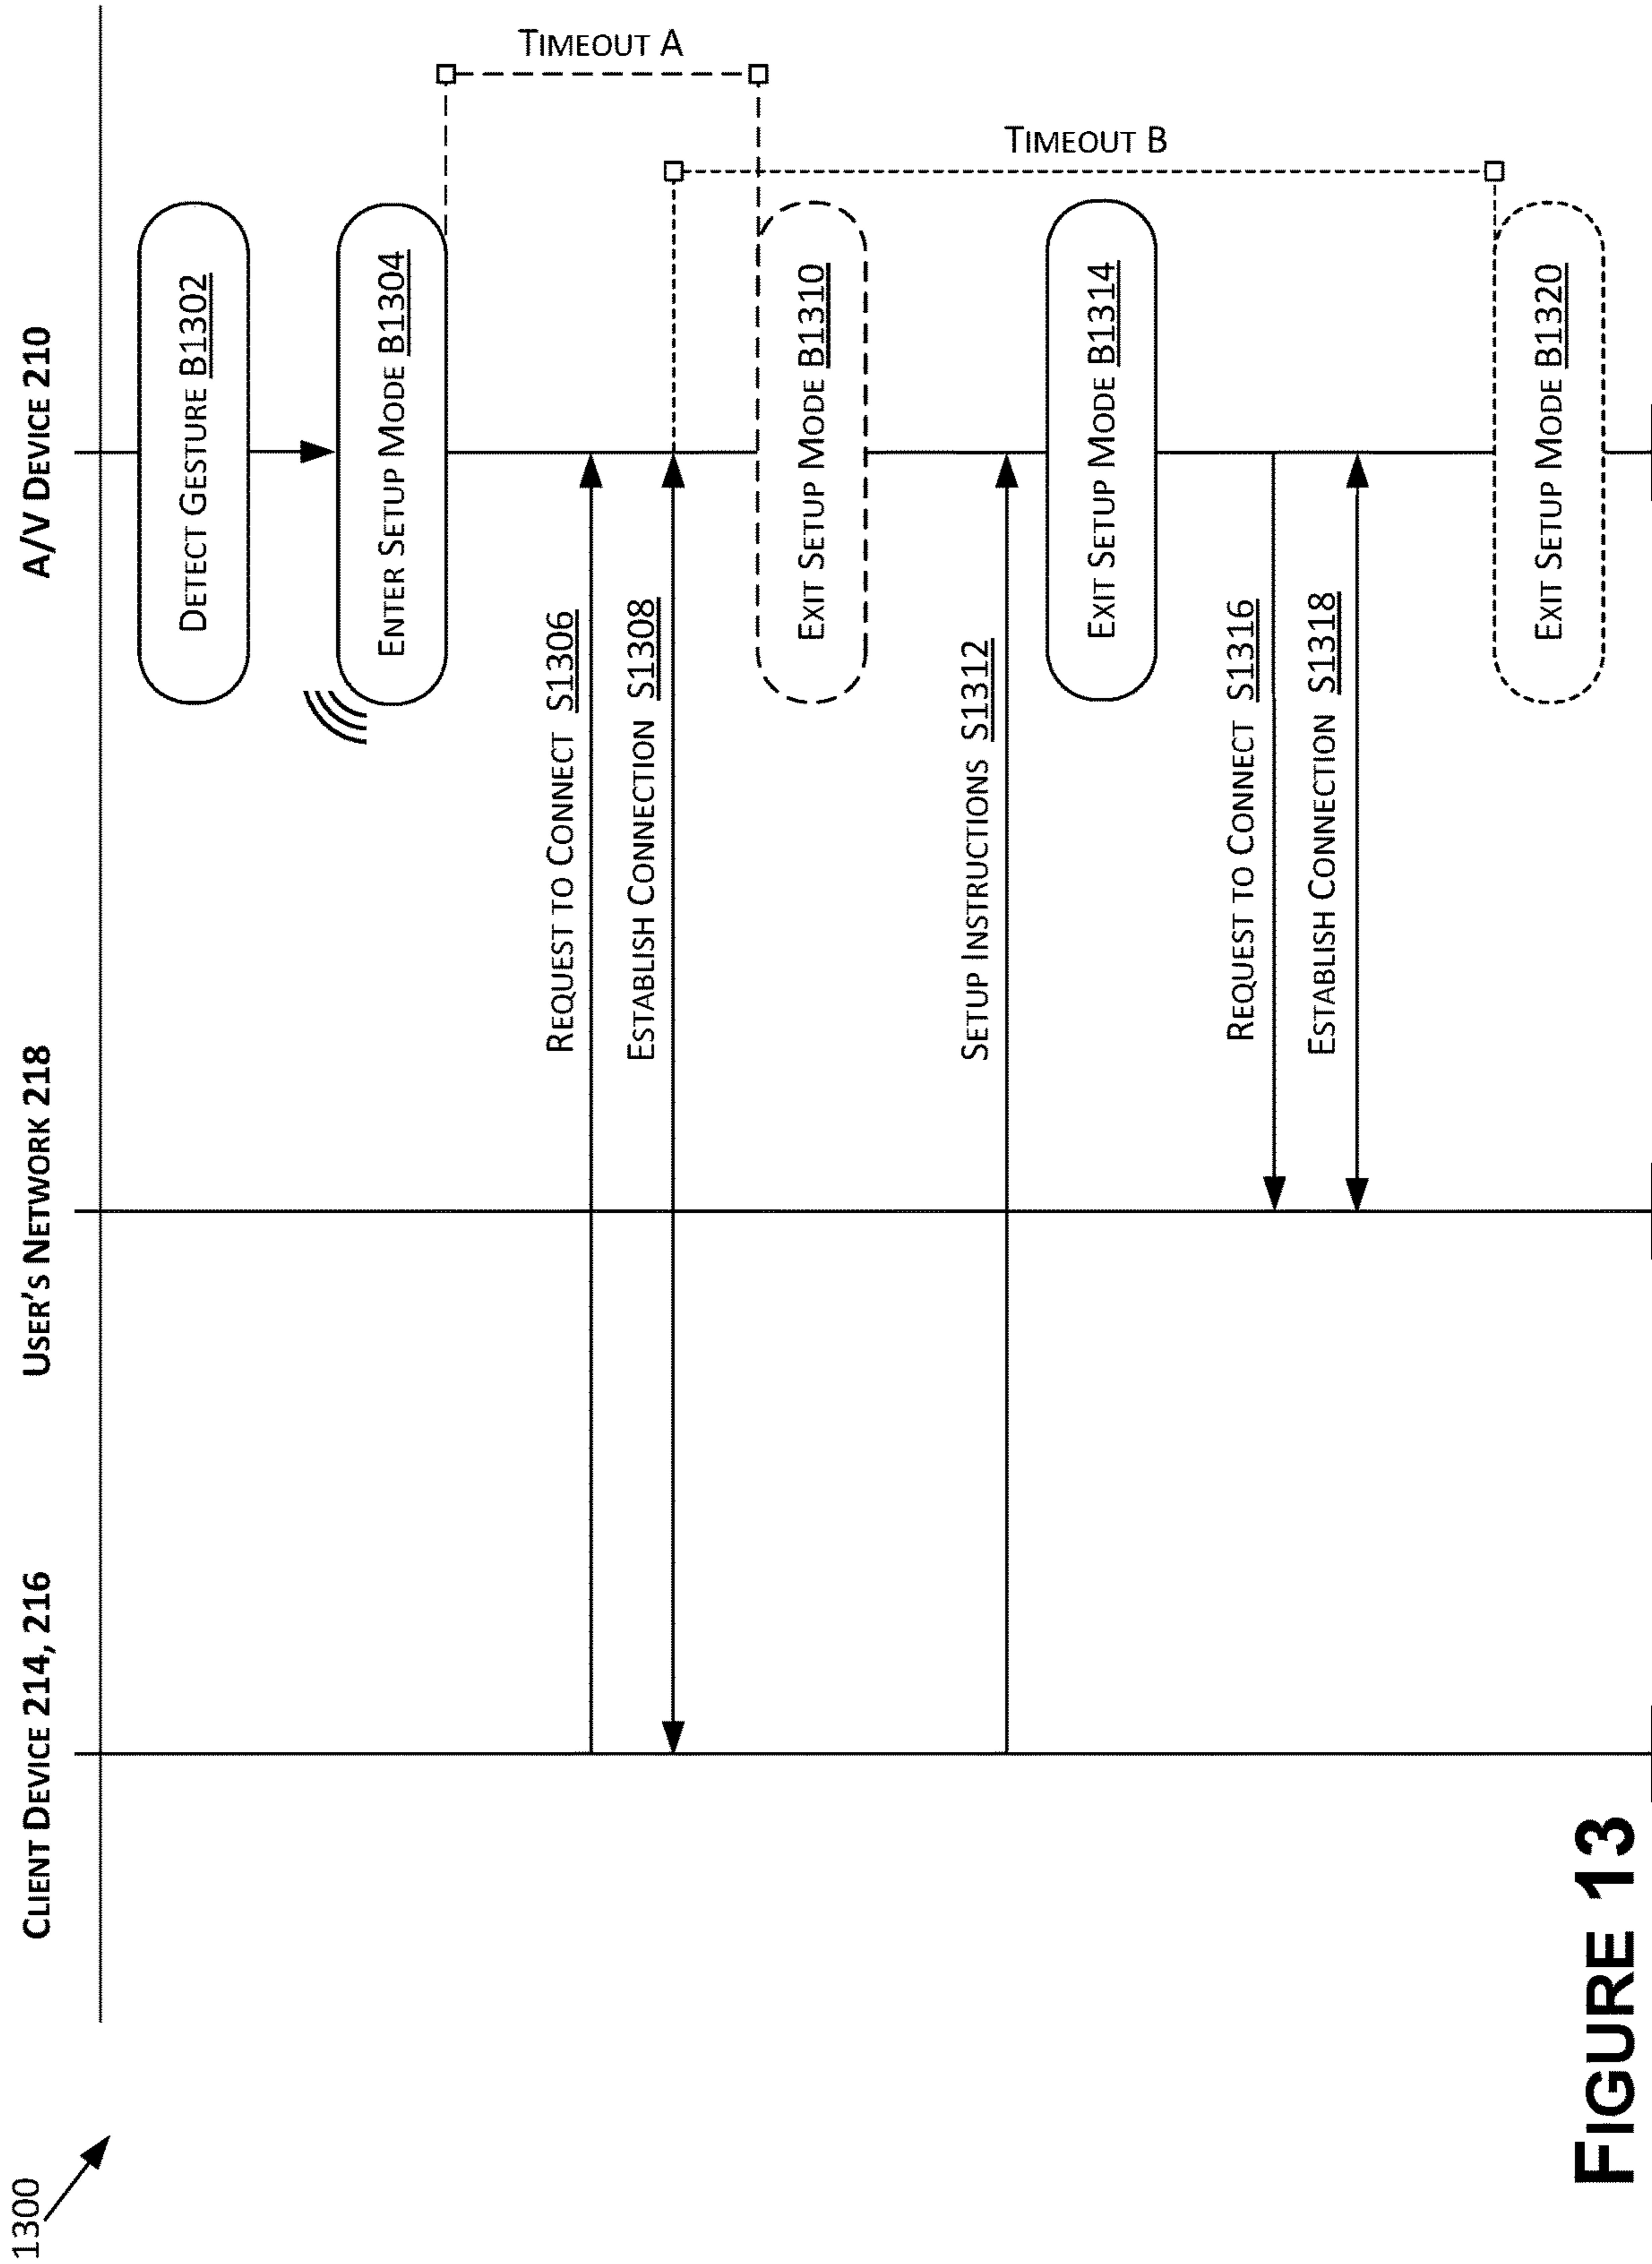 1300
CLIENT DEVICE 214, 216
USER'S NETWORK 218
A/V DEVICE 210
DETECT GESTURE B1302
ENTER SETUP MODE B1304
TIMEOUT A
REQUEST TO CONNECT S1306
ESTABLISH CONNECTION S1308
TIMEOUT B
EXIT SETUP MODE B1310
SETUP INSTRUCTIONS S1312
EXIT SETUP MODE B1314
REQUEST TO CONNECT S1316
ESTABLISH CONNECTION S1318
EXIT SETUP MODE B1320
FIGURE 13